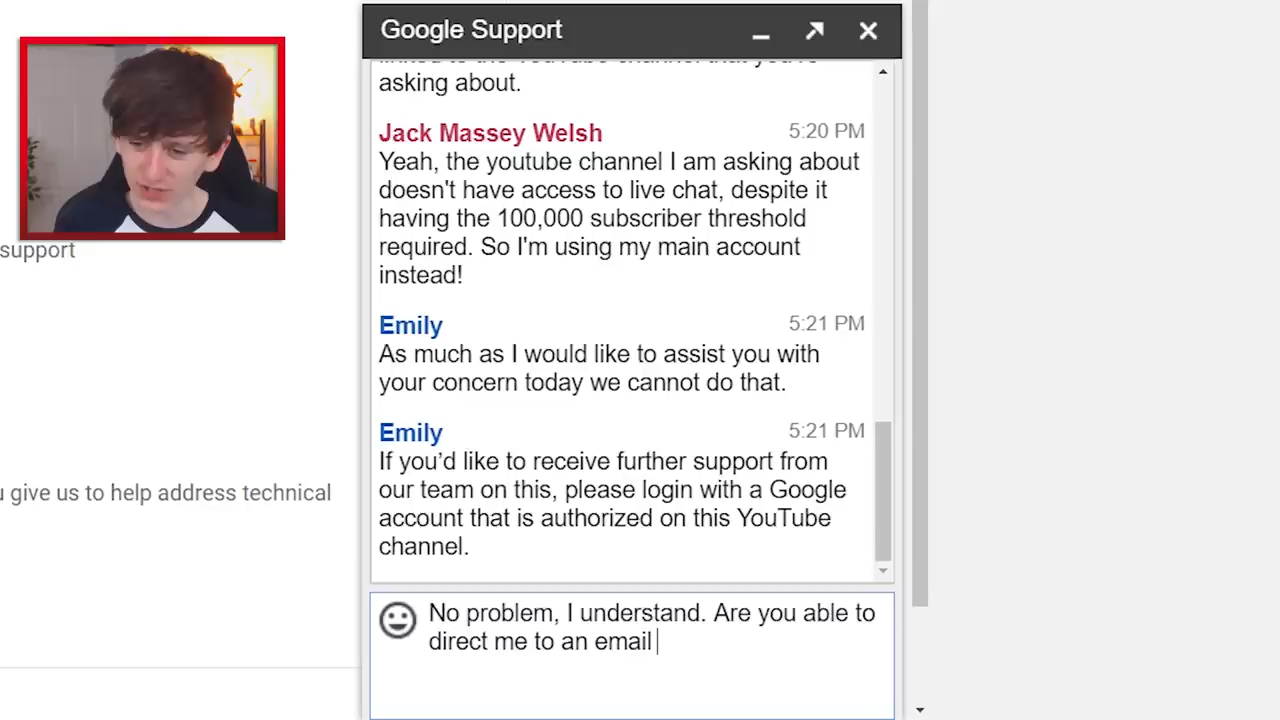 Google Support
asking about.
Jack Massey Welsh 5:20 PM
Yeah, the youtube channel I am asking about
doesn't have access to live chat, despite it
having the 100,000 subscriber threshold
required. So I'm using my main account
instead!
Emily 5:21 PM
As much as I would like to assist you with
your concern today we cannot do that.
Emily 5:21 PM
If you’d like to receive further support from
our team on this, please login with a Google
account that is authorized on this YouTube
channel.
No problem, I understand. Are you able to
direct me to an email
support
give us to help address technical